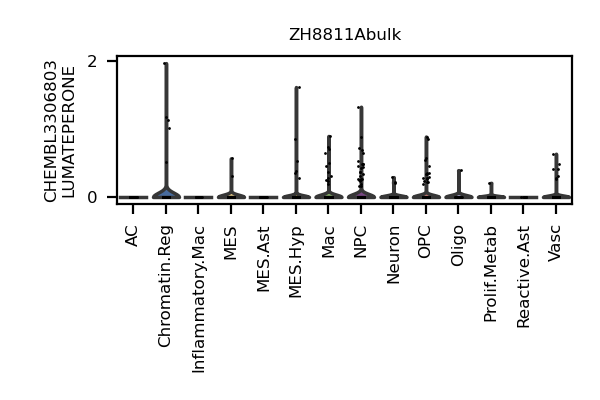 ZH8811Abulk
CHEMBL3306803
LUMATEPERONE
2
0
AC
Chromatin.Reg
Inflammatory.Mac
MES
MES.Ast
MES.Hyp
Mac
NPC
Neuron
OPC
Oligo
Prolif.Metab
Reactive.Ast
Vasc